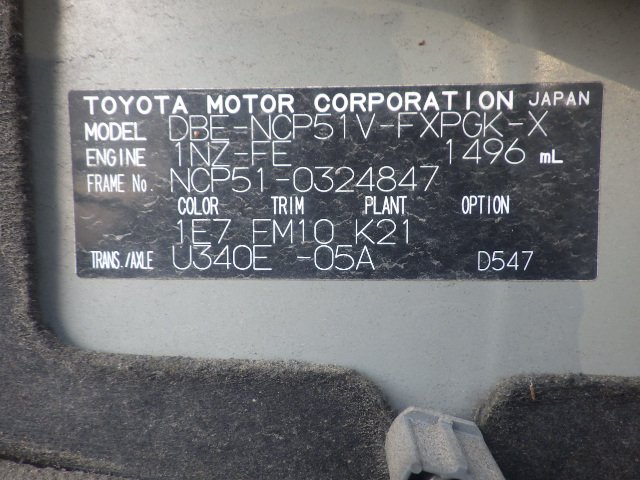 TOYOTA MOTOR CORPORATION JAPAN
MODEL DBE-NCP51V-FXPGK-X
ENGINE 1NZ-FE 1496 mL
FRAME No. NCP51-0324847
COLOR TRIM PLANT OPTION
1E7 FM10 K21
TRANS./AXLE U340E -05A D547